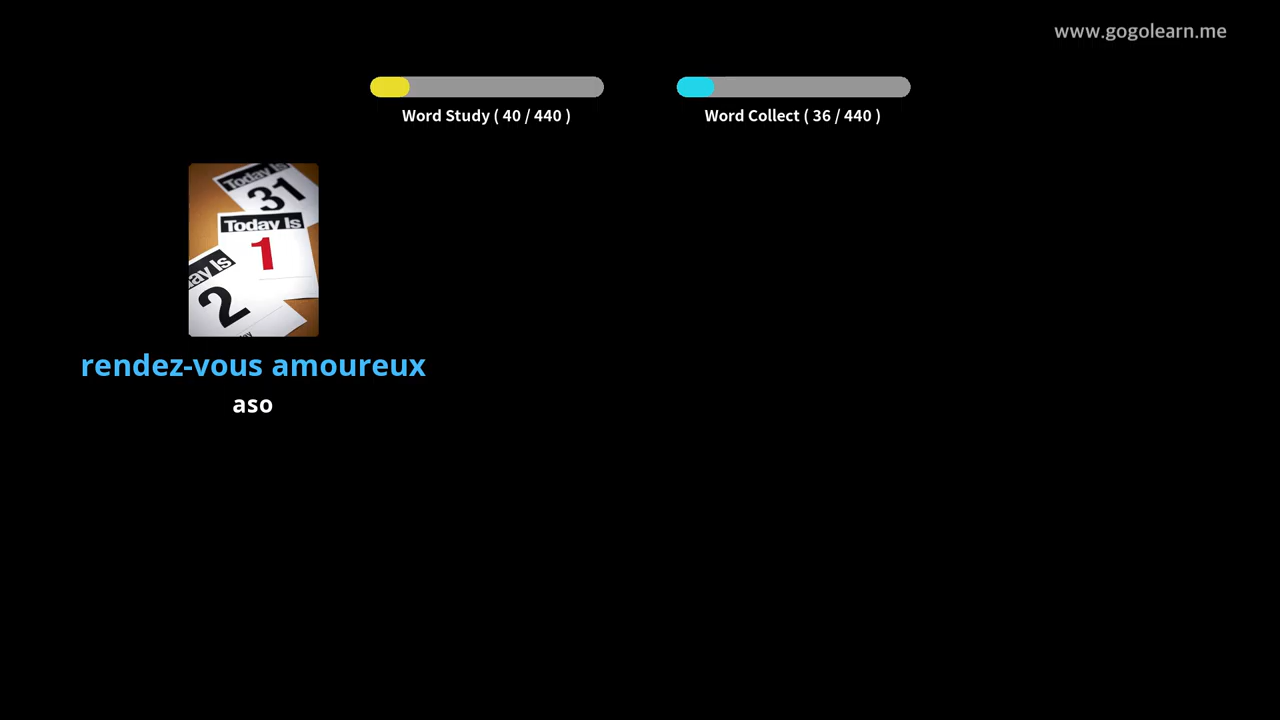 www.gogolearn.me
Word Study ( 40 / 440 )
Word Collect ( 36 / 440 )
Today Is
31
Today Is
1
ay Is
2
rendez-vous amoureux
aso